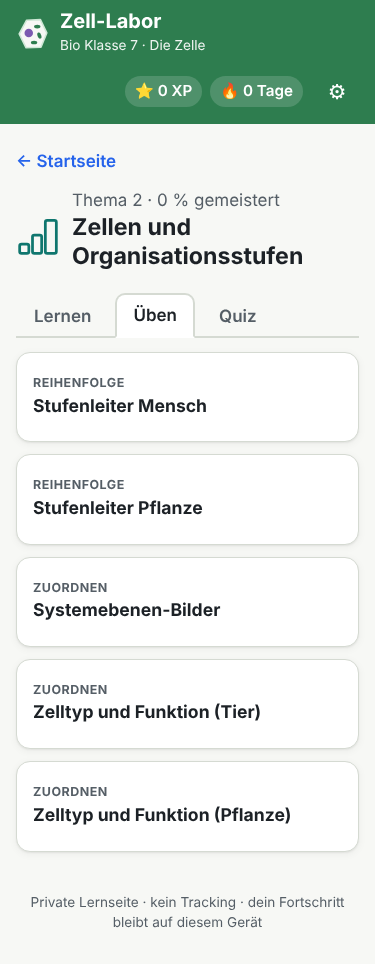 Zell-Labor
Bio Klasse 7 · Die Zelle
⭐ 0 XP
🔥 0 Tage
⚙
← Startseite
Thema 2 · 0 % gemeistert
Zellen und
Organisationsstufen
Lernen
Üben
Quiz
REIHENFOLGE
Stufenleiter Mensch
REIHENFOLGE
Stufenleiter Pflanze
ZUORDNEN
Systemebenen-Bilder
ZUORDNEN
Zelltyp und Funktion (Tier)
ZUORDNEN
Zelltyp und Funktion (Pflanze)
Private Lernseite · kein Tracking · dein Fortschritt
bleibt auf diesem Gerät